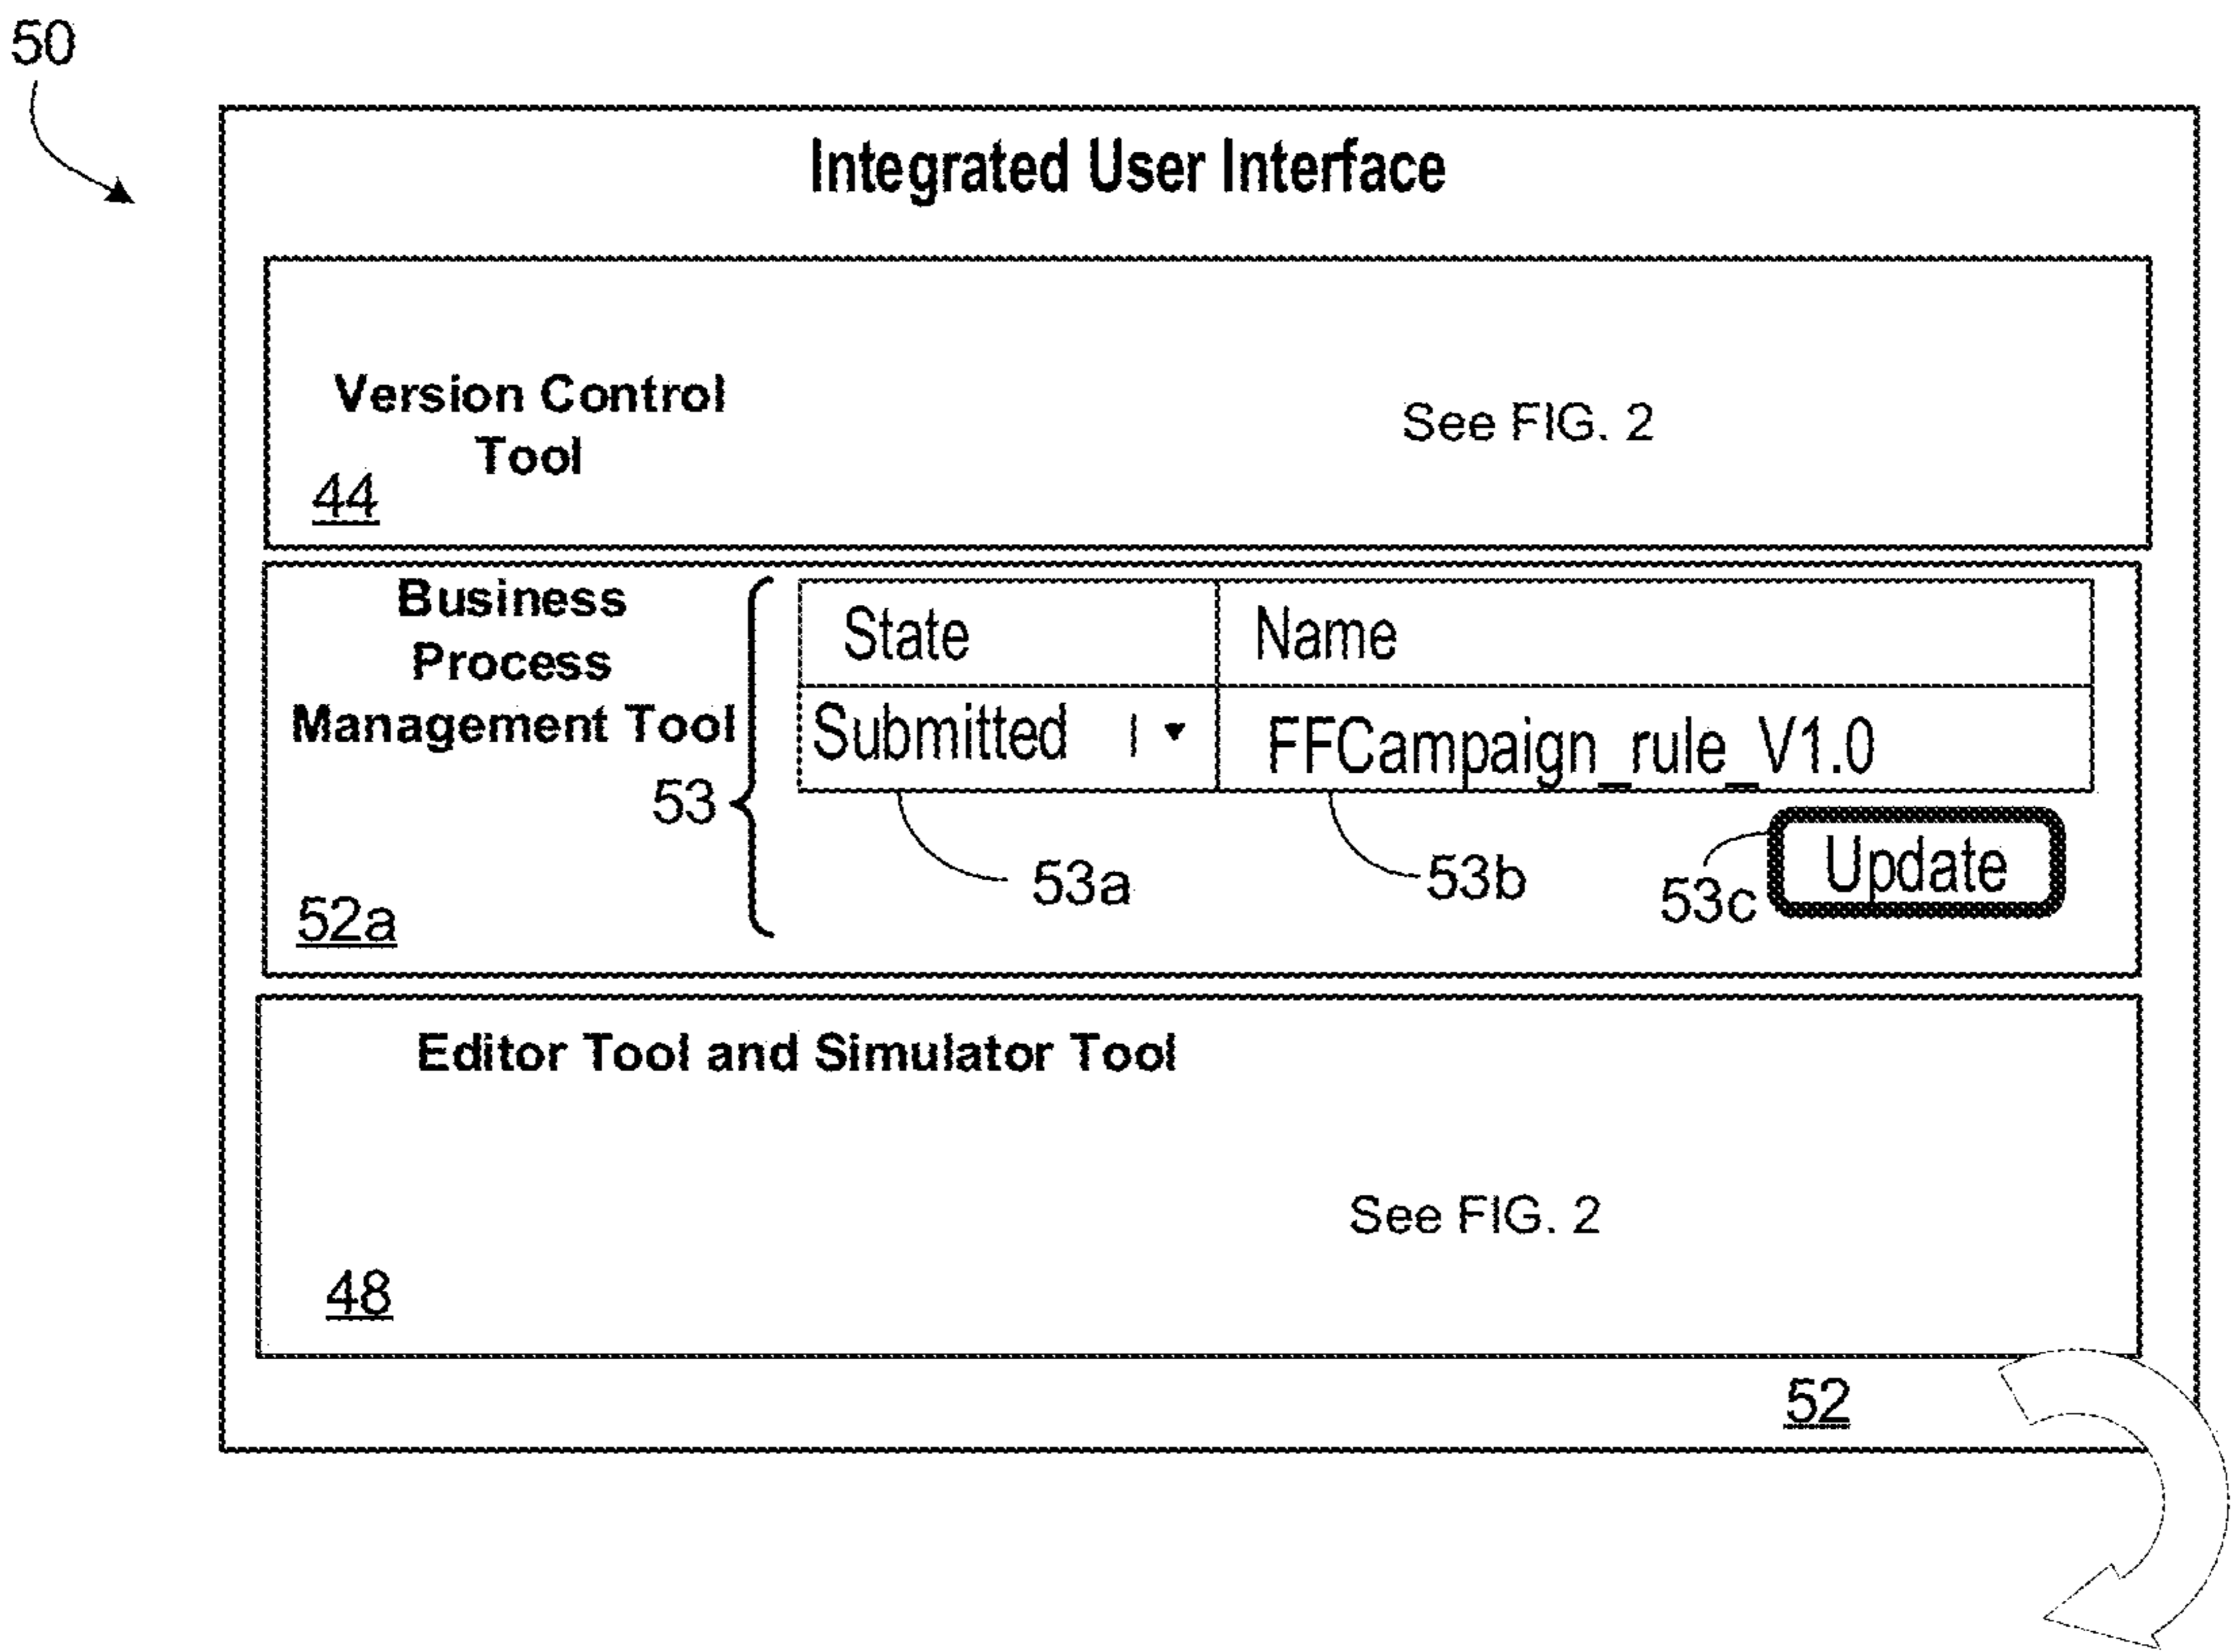 50
Integrated User Interface
Version Control
Tool
See FIG. 2
44
Business
Process
Management Tool
State Name
Submitted FFCampaign_rule_V1.0
53
53a
53b
53c
Update
52a
Editor Tool and Simulator Tool
See FIG. 2
48
52